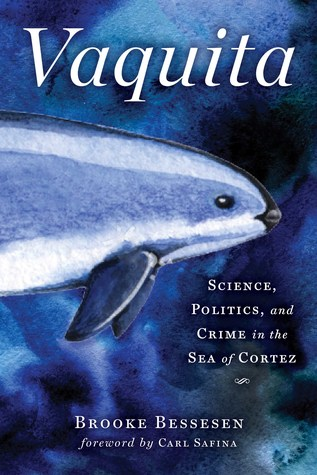 Vaquita
Science,
Politics, and
Crime in the
Sea of Cortez
Brooke Bessesen
foreword by Carl Safina